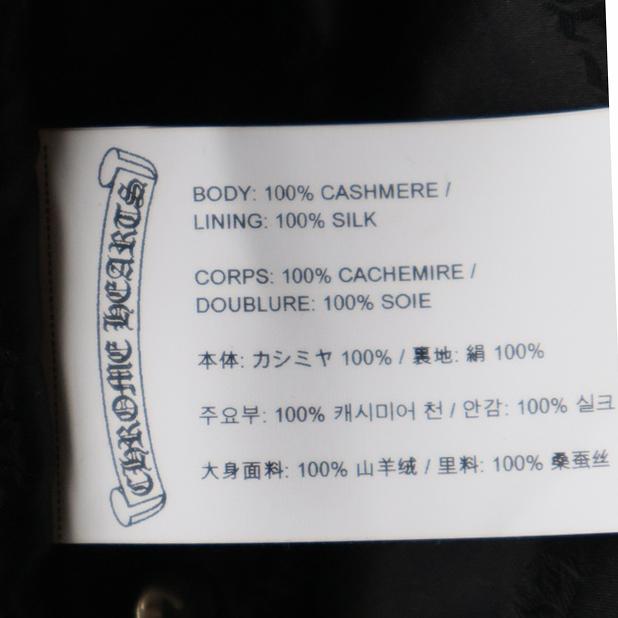 CHROME HEARTS
BODY: 100% CASHMERE /
LINING: 100% SILK
CORPS: 100% CACHEMIRE /
DOUBLURE: 100% SOIE
本体: カシミヤ 100% / 裏地: 絹 100%
주요부: 100% 캐시미어 천 / 안감: 100% 실크
大身面料: 100% 山羊绒 / 里料: 100% 桑蚕丝